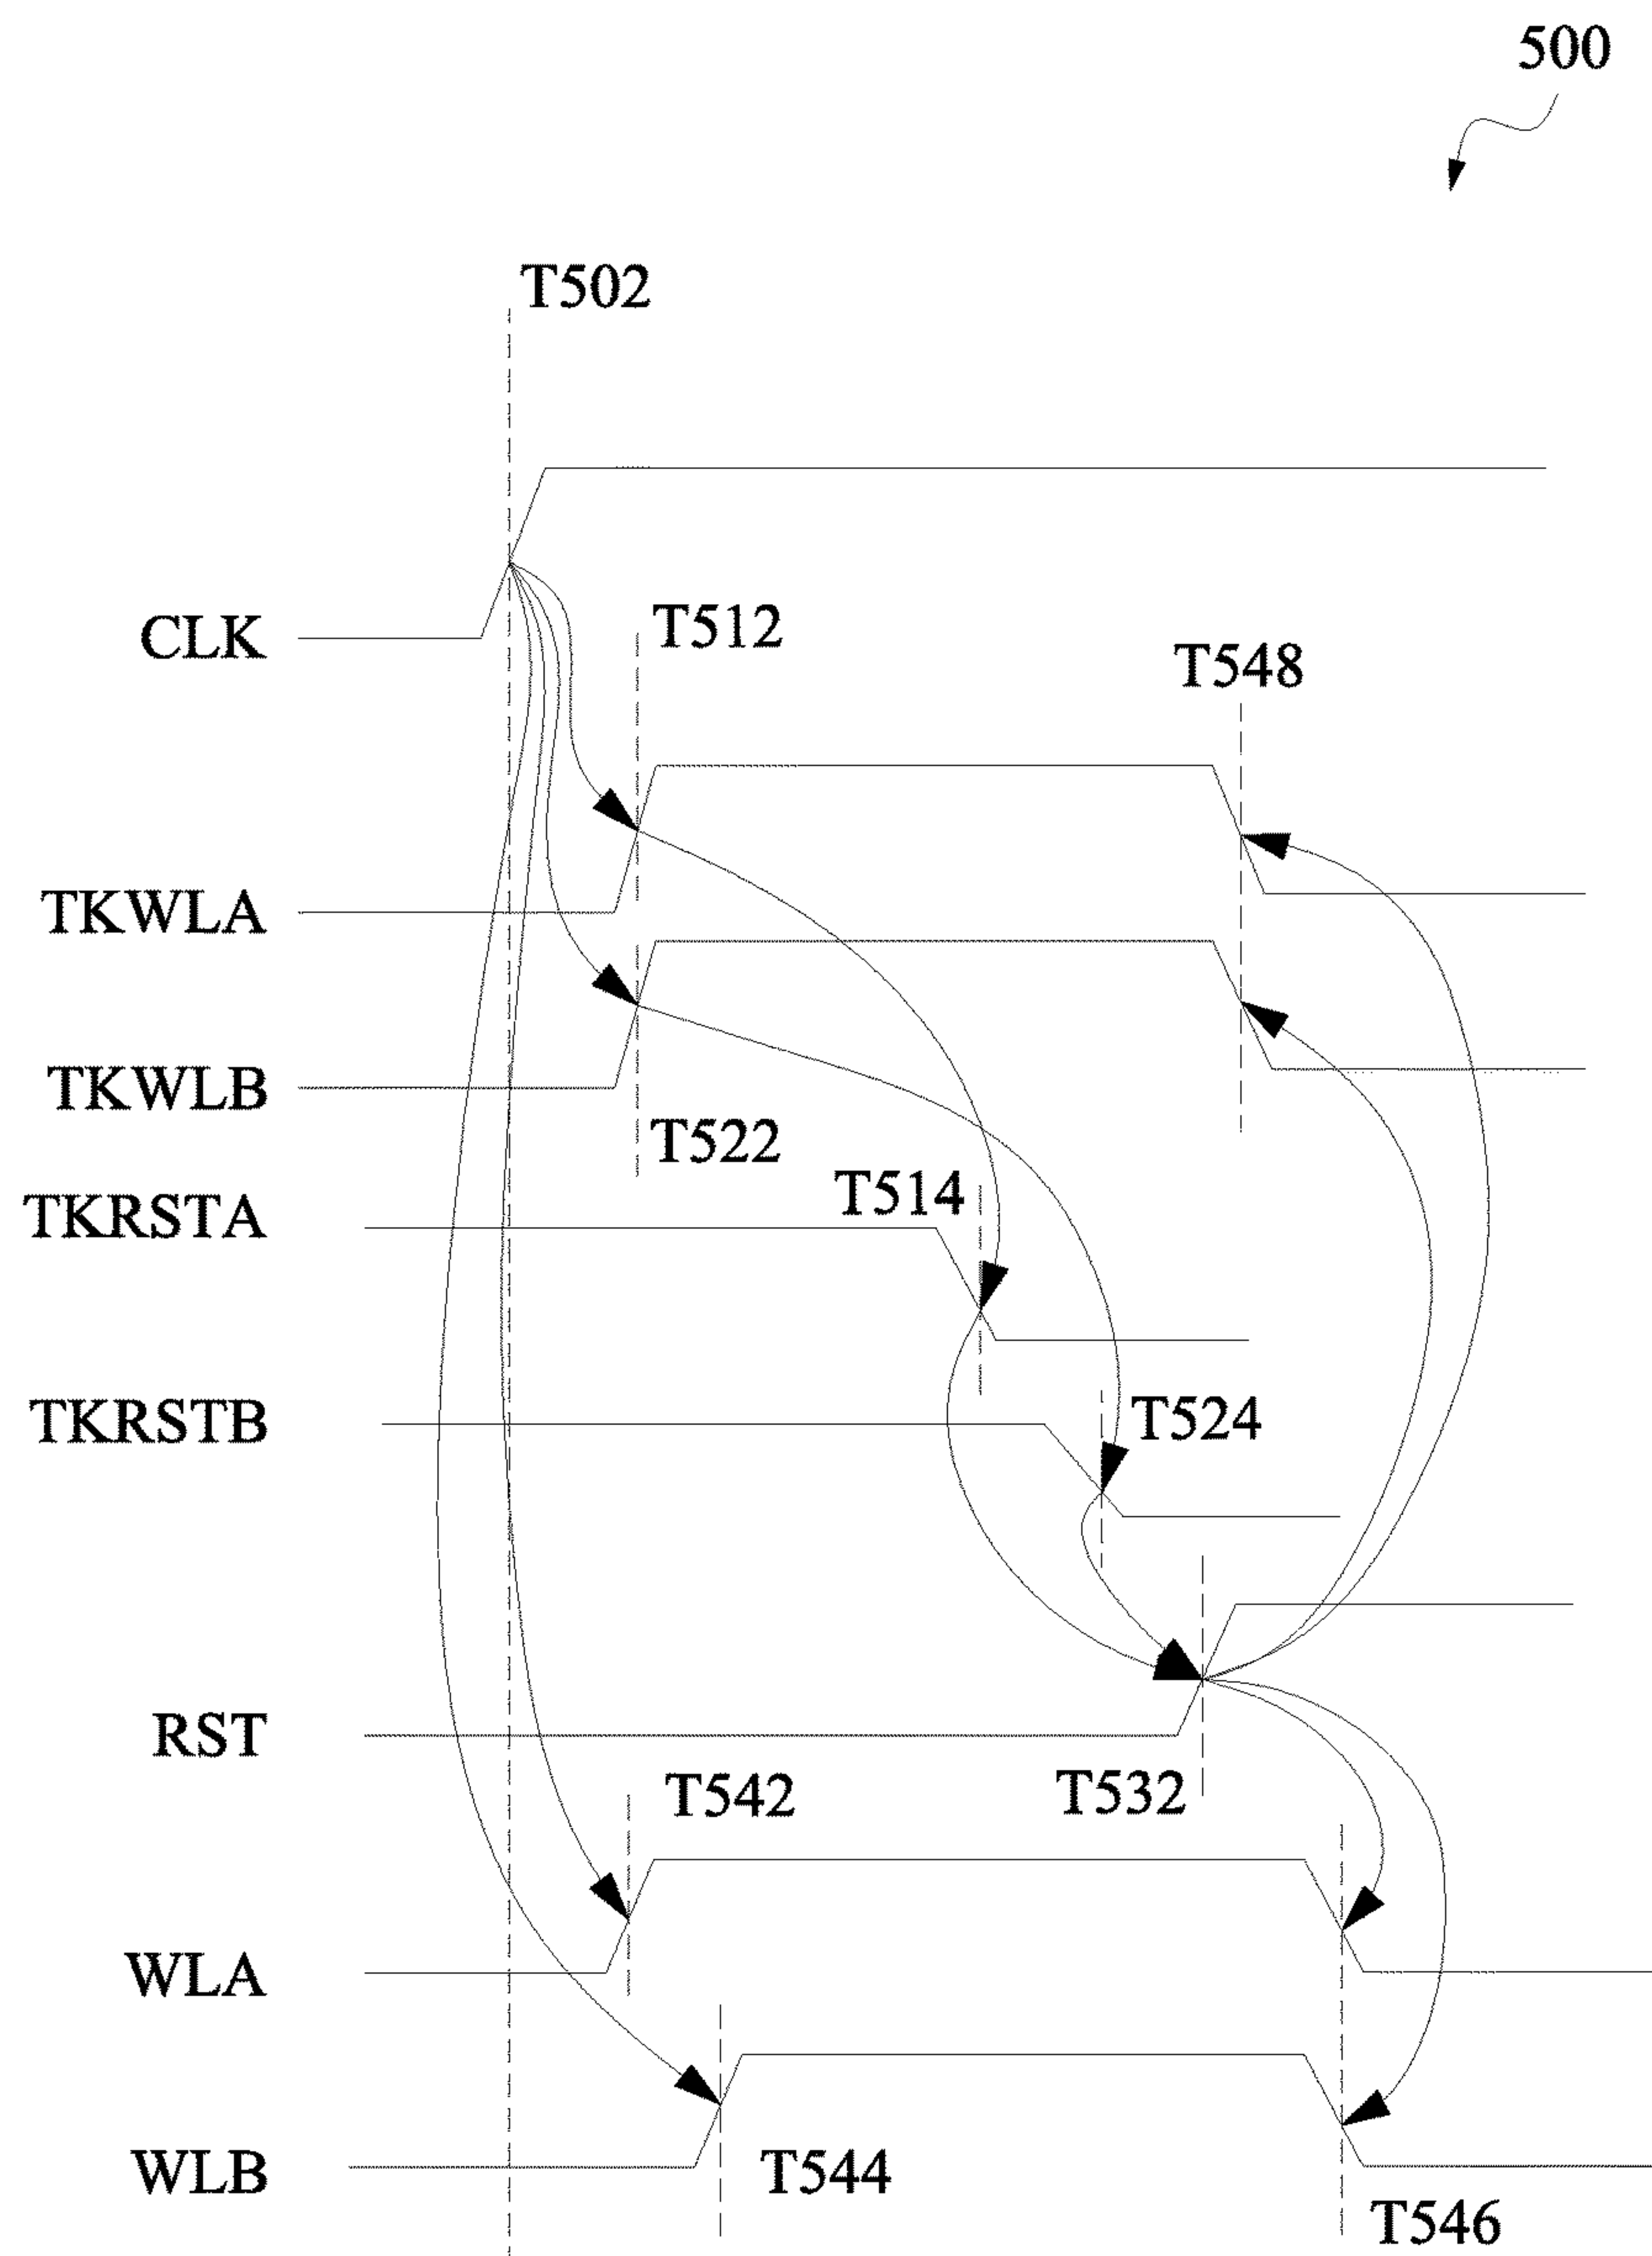 500
T502
CLK
T512
T548
TKWLA
TKWLB
T522
T514
TKRSTA
TKRSTB
T524
RST
T542
T532
WLA
WLB
T544
T546